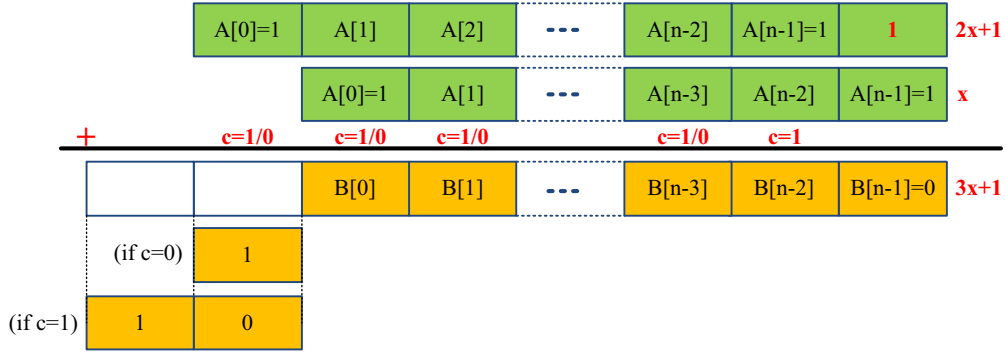 A[0]=1 A[1] A[2] --- A[n-2] A[n-1]=1 1 2x+1
A[0]=1 A[1] --- A[n-3] A[n-2] A[n-1]=1 x
+ c=1/0 c=1/0 c=1/0 c=1/0 c=1
B[0] B[1] --- B[n-3] B[n-2] B[n-1]=0 3x+1
(if c=0) 1
(if c=1) 1 0